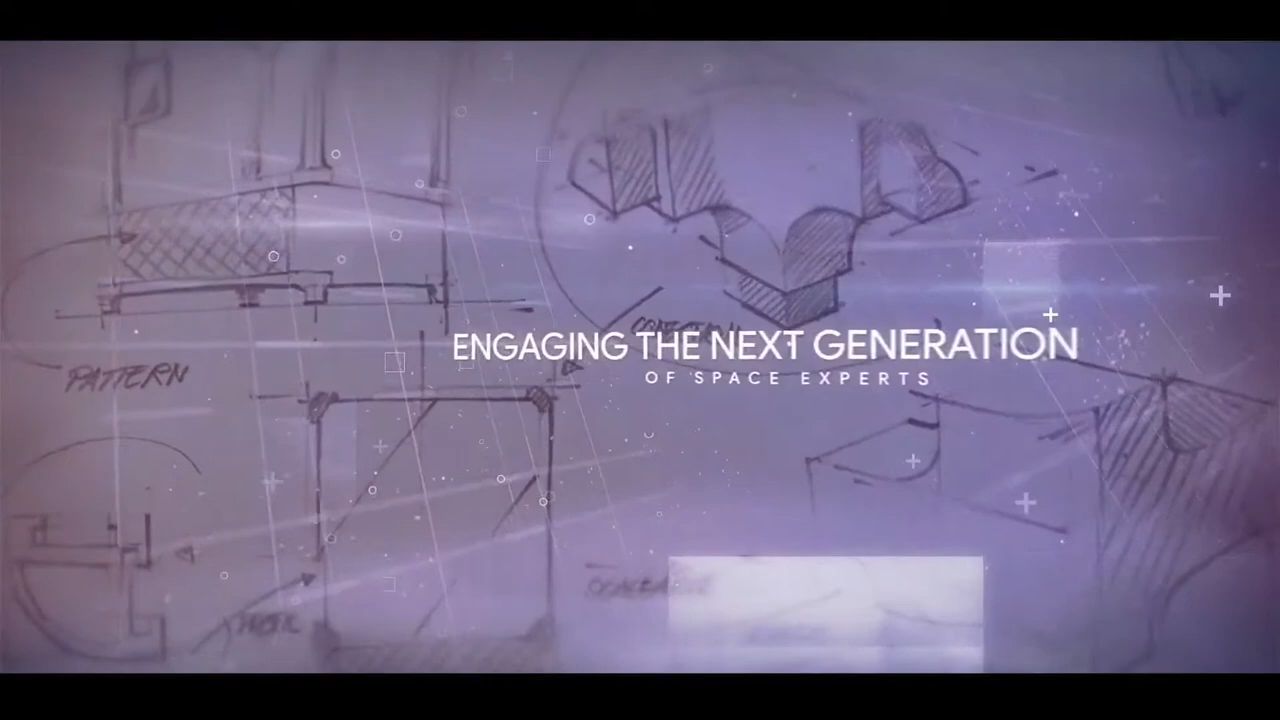 ENGAGING THE NEXT GENERATION
OF SPACE EXPERTS
PATTERN